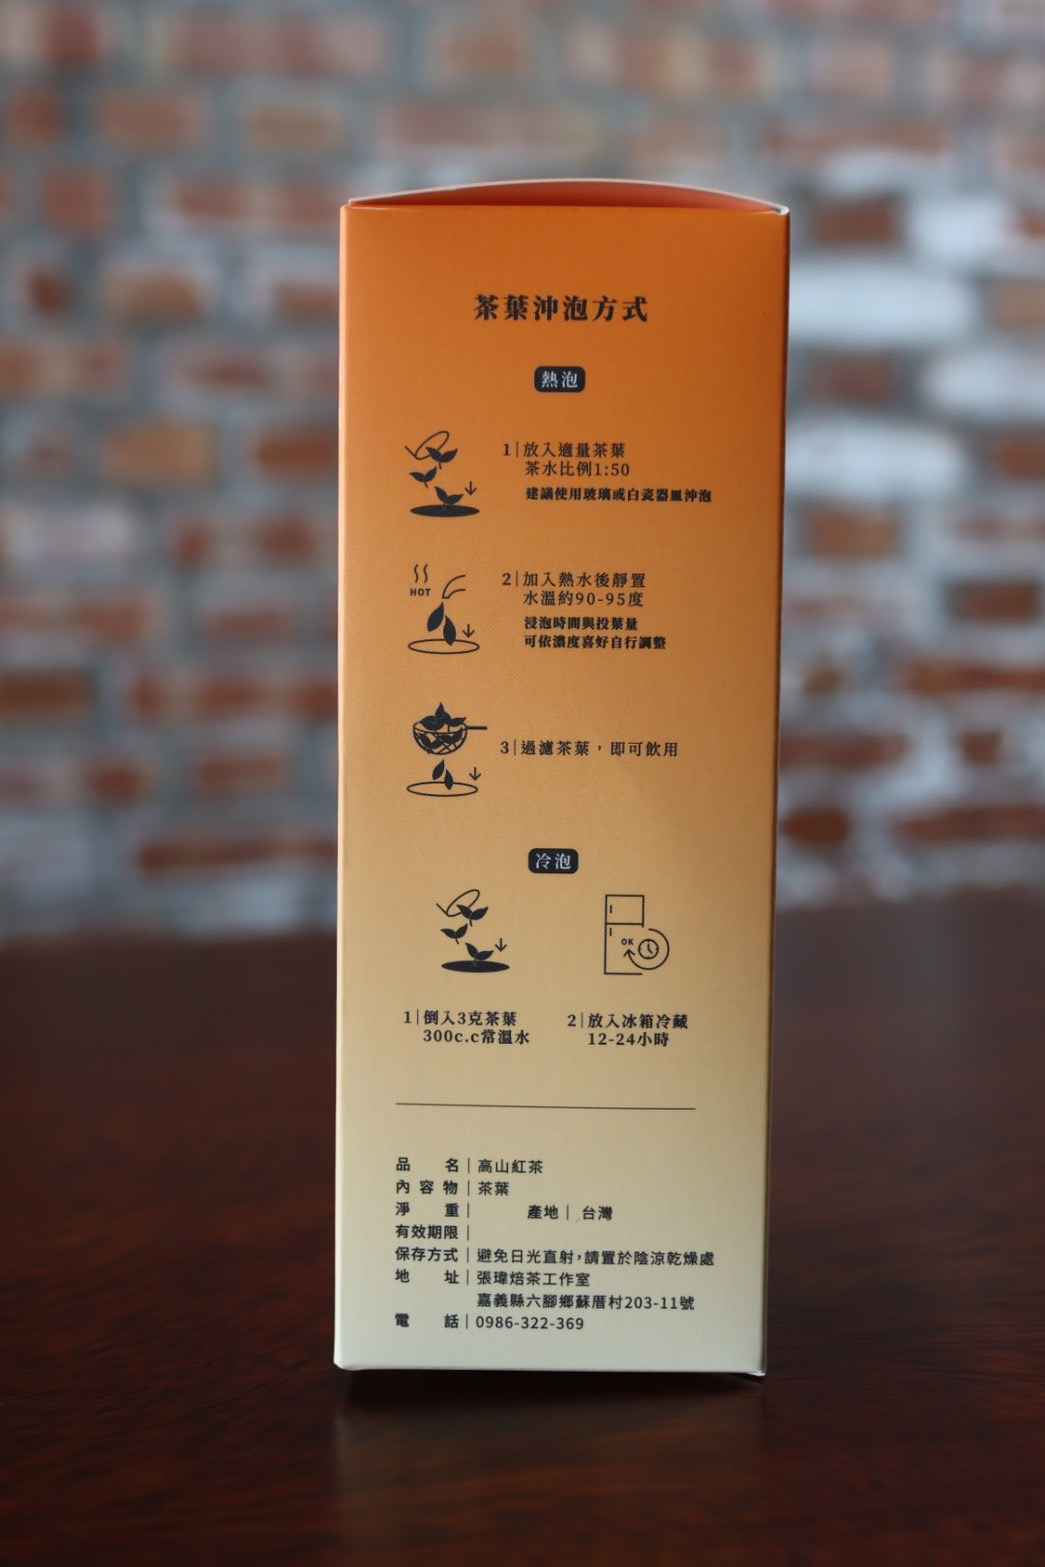 茶葉沖泡方式
熱泡
1|放入適量茶葉
茶水比例1:50
建議使用玻璃或白瓷器皿沖泡
HOT
2|加入熱水後靜置
水溫約90-95度
浸泡時間與投葉量
可依濃度喜好自行調整
3|過濾茶葉，即可飲用
冷泡
OK
1|倒入3克茶葉
300c.c常溫水
2|放入冰箱冷藏
12-24小時
品名|高山紅茶
內容物|茶葉
淨重| 產地|台灣
有效期限|
保存方式|避免日光直射，請置於陰涼乾燥處
地址|張瑋焙茶工作室
嘉義縣六腳鄉蘇厝村203-11號
電話|0986-322-369